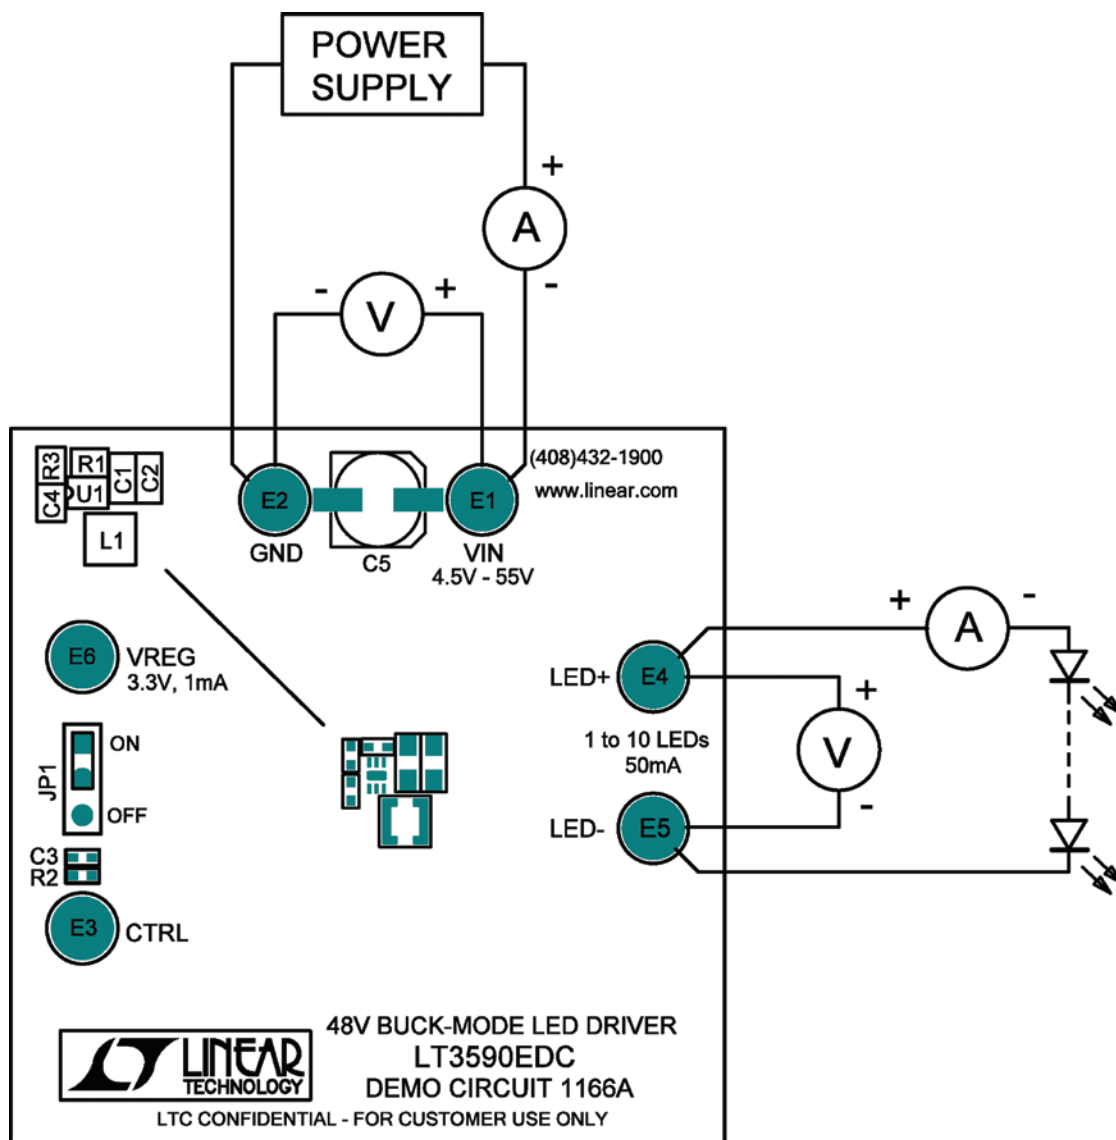 POWER
SUPPLY
+
A
-
- V +
R3
R1
C1
C2
C4
U1
L1
(408)432-1900
www.linear.com
E2
E1
GND
C5
VIN
4.5V - 55V
+ A -
E6
VREG
3.3V, 1mA
LED+
E4
+
1 to 10 LEDs
50mA
V
-
LED-
E5
JP1
ON
OFF
C3
R2
E3
CTRL
48V BUCK-MODE LED DRIVER
LT3590EDC
DEMO CIRCUIT 1166A
LINEAR
TECHNOLOGY
LTC CONFIDENTIAL - FOR CUSTOMER USE ONLY